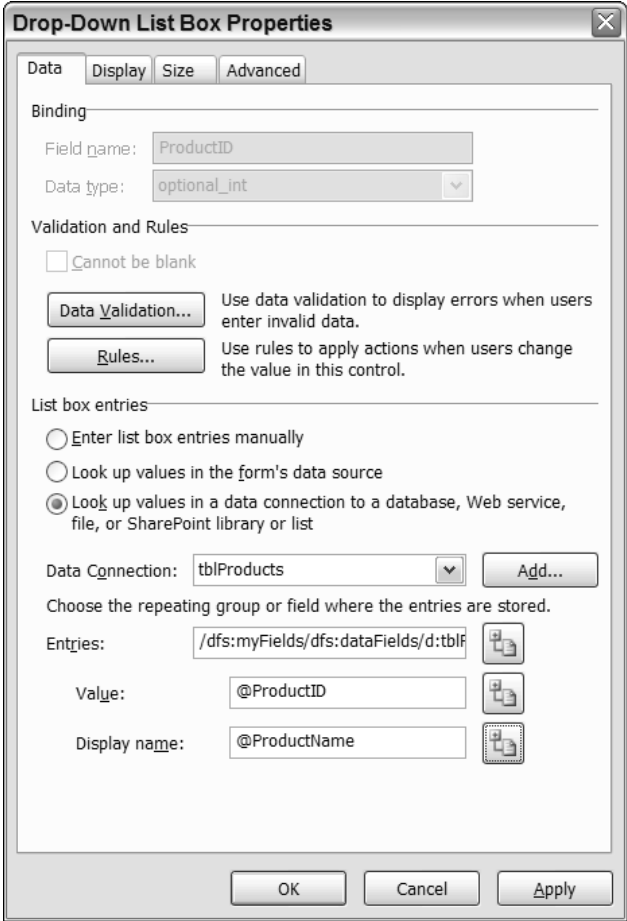 Drop-Down List Box Properties
Data Display Size Advanced
Binding
Field name: ProductID
Data type: optional_int
Validation and Rules
Cannot be blank
Data Validation... Use data validation to display errors when users
enter invalid data.
Rules... Use rules to apply actions when users change
the value in this control.
List box entries
Enter list box entries manually
Look up values in the form's data source
Look up values in a data connection to a database, Web service,
file, or SharePoint library or list
Data Connection: tblProducts Add...
Choose the repeating group or field where the entries are stored.
Entries: /dfs:myFields/dfs:dataFields/d:tblF
Value: @ProductID
Display name: @ProductName
OK Cancel Apply